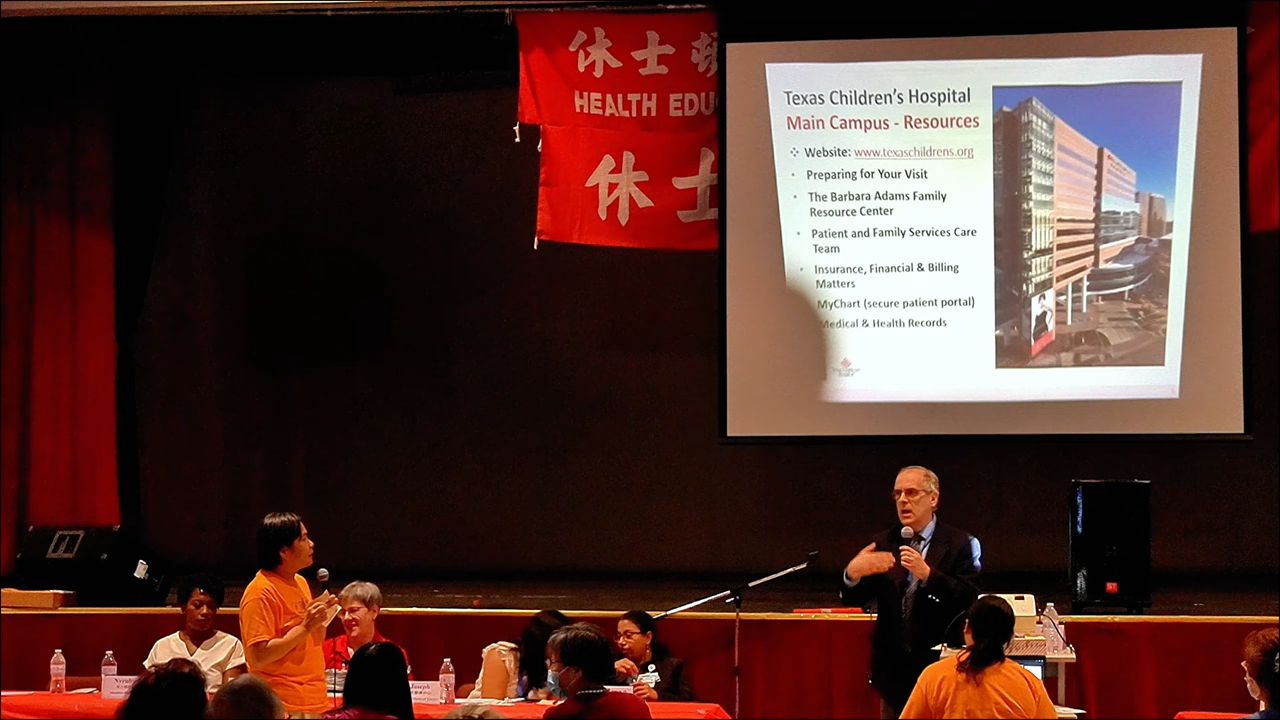 休士
HEALTH EDU
休士
Texas Children's Hospital
Main Campus - Resources
Website: www.texaschildrens.org
Preparing for Your Visit
The Barbara Adams Family
Resource Center
Patient and Family Services Care
Team
Insurance, Financial & Billing
Matters
MyChart (secure patient portal)
Medical & Health Records
Joseph